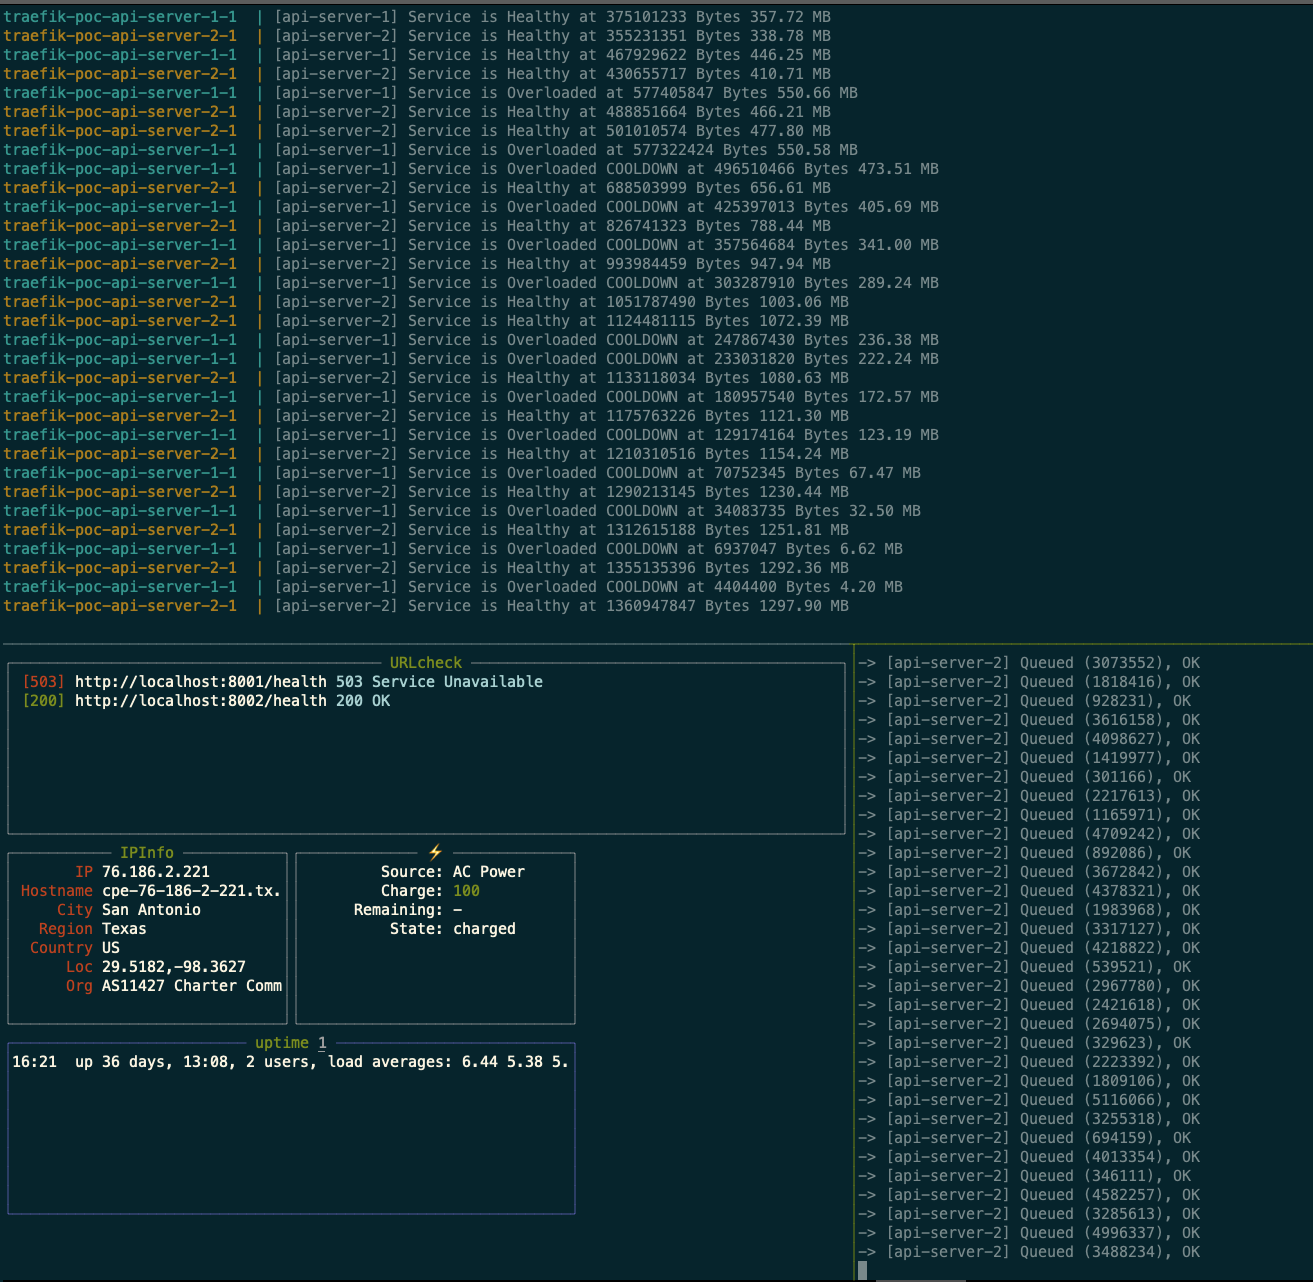 traefik-poc-api-server-1-1 | [api-server-1] Service is Healthy at 375101233 Bytes 357.72 MB
traefik-poc-api-server-2-1 | [api-server-2] Service is Healthy at 355231351 Bytes 338.78 MB
traefik-poc-api-server-1-1 | [api-server-1] Service is Healthy at 467929622 Bytes 446.25 MB
traefik-poc-api-server-2-1 | [api-server-2] Service is Healthy at 430655717 Bytes 410.71 MB
traefik-poc-api-server-1-1 | [api-server-1] Service is Overloaded at 577405847 Bytes 550.66 MB
traefik-poc-api-server-2-1 | [api-server-2] Service is Healthy at 488851664 Bytes 466.21 MB
traefik-poc-api-server-2-1 | [api-server-2] Service is Healthy at 501010574 Bytes 477.80 MB
traefik-poc-api-server-1-1 | [api-server-1] Service is Overloaded at 577322424 Bytes 550.58 MB
traefik-poc-api-server-1-1 | [api-server-1] Service is Overloaded COOLDOWN at 496510466 Bytes 473.51 MB
traefik-poc-api-server-2-1 | [api-server-2] Service is Healthy at 688503999 Bytes 656.61 MB
traefik-poc-api-server-1-1 | [api-server-1] Service is Overloaded COOLDOWN at 425397013 Bytes 405.69 MB
traefik-poc-api-server-2-1 | [api-server-2] Service is Healthy at 826741323 Bytes 788.44 MB
traefik-poc-api-server-1-1 | [api-server-1] Service is Overloaded COOLDOWN at 357564684 Bytes 341.00 MB
traefik-poc-api-server-2-1 | [api-server-2] Service is Healthy at 993984459 Bytes 947.94 MB
traefik-poc-api-server-1-1 | [api-server-1] Service is Overloaded COOLDOWN at 303287910 Bytes 289.24 MB
traefik-poc-api-server-2-1 | [api-server-2] Service is Healthy at 1051787490 Bytes 1003.06 MB
traefik-poc-api-server-2-1 | [api-server-2] Service is Healthy at 1124481115 Bytes 1072.39 MB
traefik-poc-api-server-1-1 | [api-server-1] Service is Overloaded COOLDOWN at 247867430 Bytes 236.38 MB
traefik-poc-api-server-1-1 | [api-server-1] Service is Overloaded COOLDOWN at 233031820 Bytes 222.24 MB
traefik-poc-api-server-2-1 | [api-server-2] Service is Healthy at 1133118034 Bytes 1080.63 MB
traefik-poc-api-server-1-1 | [api-server-1] Service is Overloaded COOLDOWN at 180957540 Bytes 172.57 MB
traefik-poc-api-server-2-1 | [api-server-2] Service is Healthy at 1175763226 Bytes 1121.30 MB
traefik-poc-api-server-1-1 | [api-server-1] Service is Overloaded COOLDOWN at 129174164 Bytes 123.19 MB
traefik-poc-api-server-2-1 | [api-server-2] Service is Healthy at 1210310516 Bytes 1154.24 MB
traefik-poc-api-server-1-1 | [api-server-1] Service is Overloaded COOLDOWN at 70752345 Bytes 67.47 MB
traefik-poc-api-server-2-1 | [api-server-2] Service is Healthy at 1290213145 Bytes 1230.44 MB
traefik-poc-api-server-1-1 | [api-server-1] Service is Overloaded COOLDOWN at 34083735 Bytes 32.50 MB
traefik-poc-api-server-2-1 | [api-server-2] Service is Healthy at 1312615188 Bytes 1251.81 MB
traefik-poc-api-server-1-1 | [api-server-1] Service is Overloaded COOLDOWN at 6937047 Bytes 6.62 MB
traefik-poc-api-server-2-1 | [api-server-2] Service is Healthy at 1355135396 Bytes 1292.36 MB
traefik-poc-api-server-1-1 | [api-server-1] Service is Overloaded COOLDOWN at 4404400 Bytes 4.20 MB
traefik-poc-api-server-2-1 | [api-server-2] Service is Healthy at 1360947847 Bytes 1297.90 MB
URLcheck
[503] http://localhost:8001/health 503 Service Unavailable
[200] http://localhost:8002/health 200 OK
IPInfo
IP 76.186.2.221
Hostname cpe-76-186-2-221.tx.
City San Antonio
Region Texas
Country US
Loc 29.5182,-98.3627
Org AS11427 Charter Comm
⚡
Source: AC Power
Charge: 100
Remaining: -
State: charged
uptime 1
16:21 up 36 days, 13:08, 2 users, load averages: 6.44 5.38 5.
-> [api-server-2] Queued (3073552), OK
-> [api-server-2] Queued (1818416), OK
-> [api-server-2] Queued (928231), OK
-> [api-server-2] Queued (3616158), OK
-> [api-server-2] Queued (4098627), OK
-> [api-server-2] Queued (1419977), OK
-> [api-server-2] Queued (301166), OK
-> [api-server-2] Queued (2217613), OK
-> [api-server-2] Queued (1165971), OK
-> [api-server-2] Queued (4709242), OK
-> [api-server-2] Queued (892086), OK
-> [api-server-2] Queued (3672842), OK
-> [api-server-2] Queued (4378321), OK
-> [api-server-2] Queued (1983968), OK
-> [api-server-2] Queued (3317127), OK
-> [api-server-2] Queued (4218822), OK
-> [api-server-2] Queued (539521), OK
-> [api-server-2] Queued (2967780), OK
-> [api-server-2] Queued (2421618), OK
-> [api-server-2] Queued (2694075), OK
-> [api-server-2] Queued (329623), OK
-> [api-server-2] Queued (2223392), OK
-> [api-server-2] Queued (1809106), OK
-> [api-server-2] Queued (5116066), OK
-> [api-server-2] Queued (3255318), OK
-> [api-server-2] Queued (694159), OK
-> [api-server-2] Queued (4013354), OK
-> [api-server-2] Queued (346111), OK
-> [api-server-2] Queued (4582257), OK
-> [api-server-2] Queued (3285613), OK
-> [api-server-2] Queued (4996337), OK
-> [api-server-2] Queued (3488234), OK